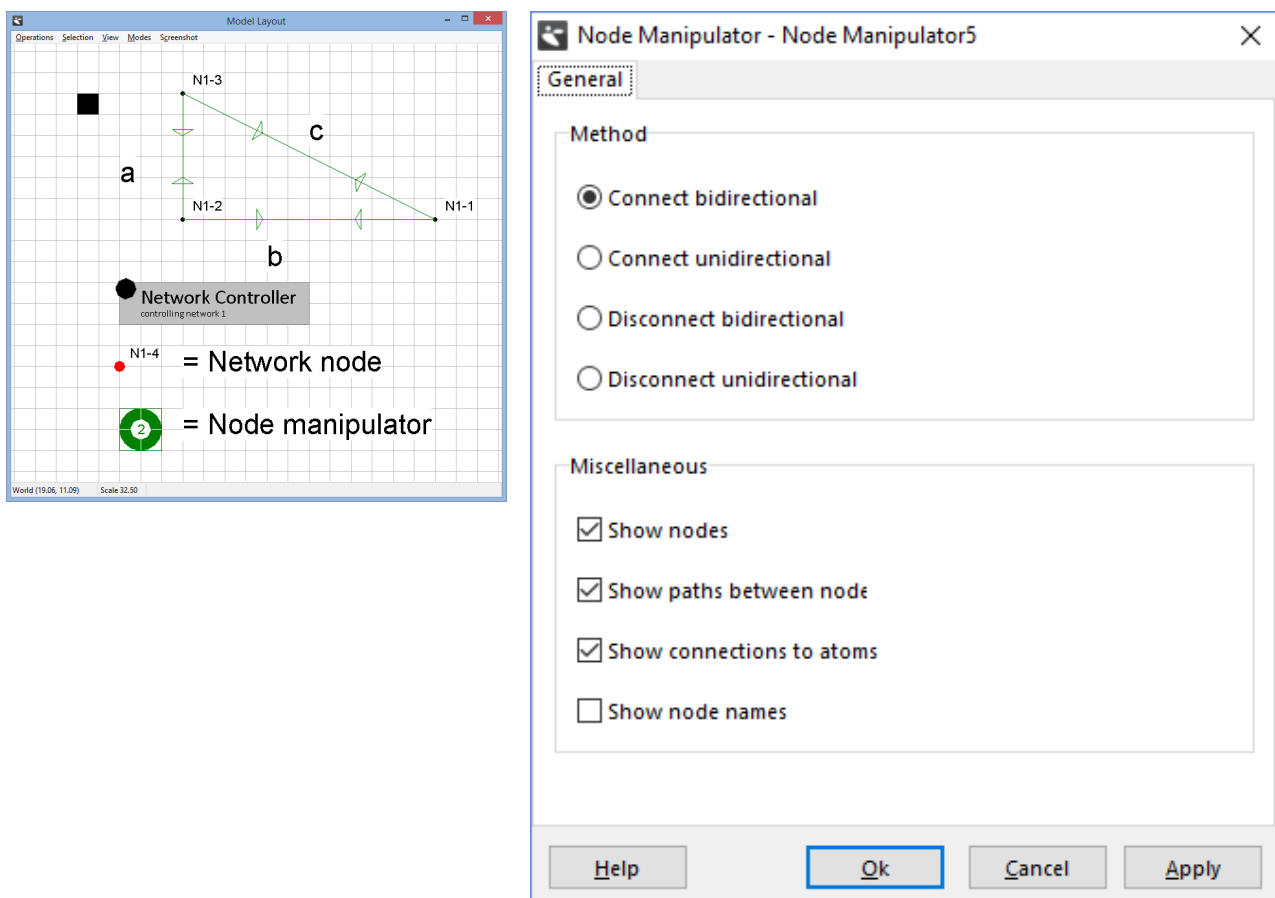 Model Layout
Operations Selection View Modes Screenshot
N1-3
c
a
N1-2
N1-1
b
Network Controller
controlling network 1
N1-4 = Network node
2 = Node manipulator
World (19.06, 11.09) Scale 32.50
Node Manipulator - Node Manipulator5
General
Method
Connect bidirectional
Connect unidirectional
Disconnect bidirectional
Disconnect unidirectional
Miscellaneous
Show nodes
Show paths between node
Show connections to atoms
Show node names
Help Ok Cancel Apply